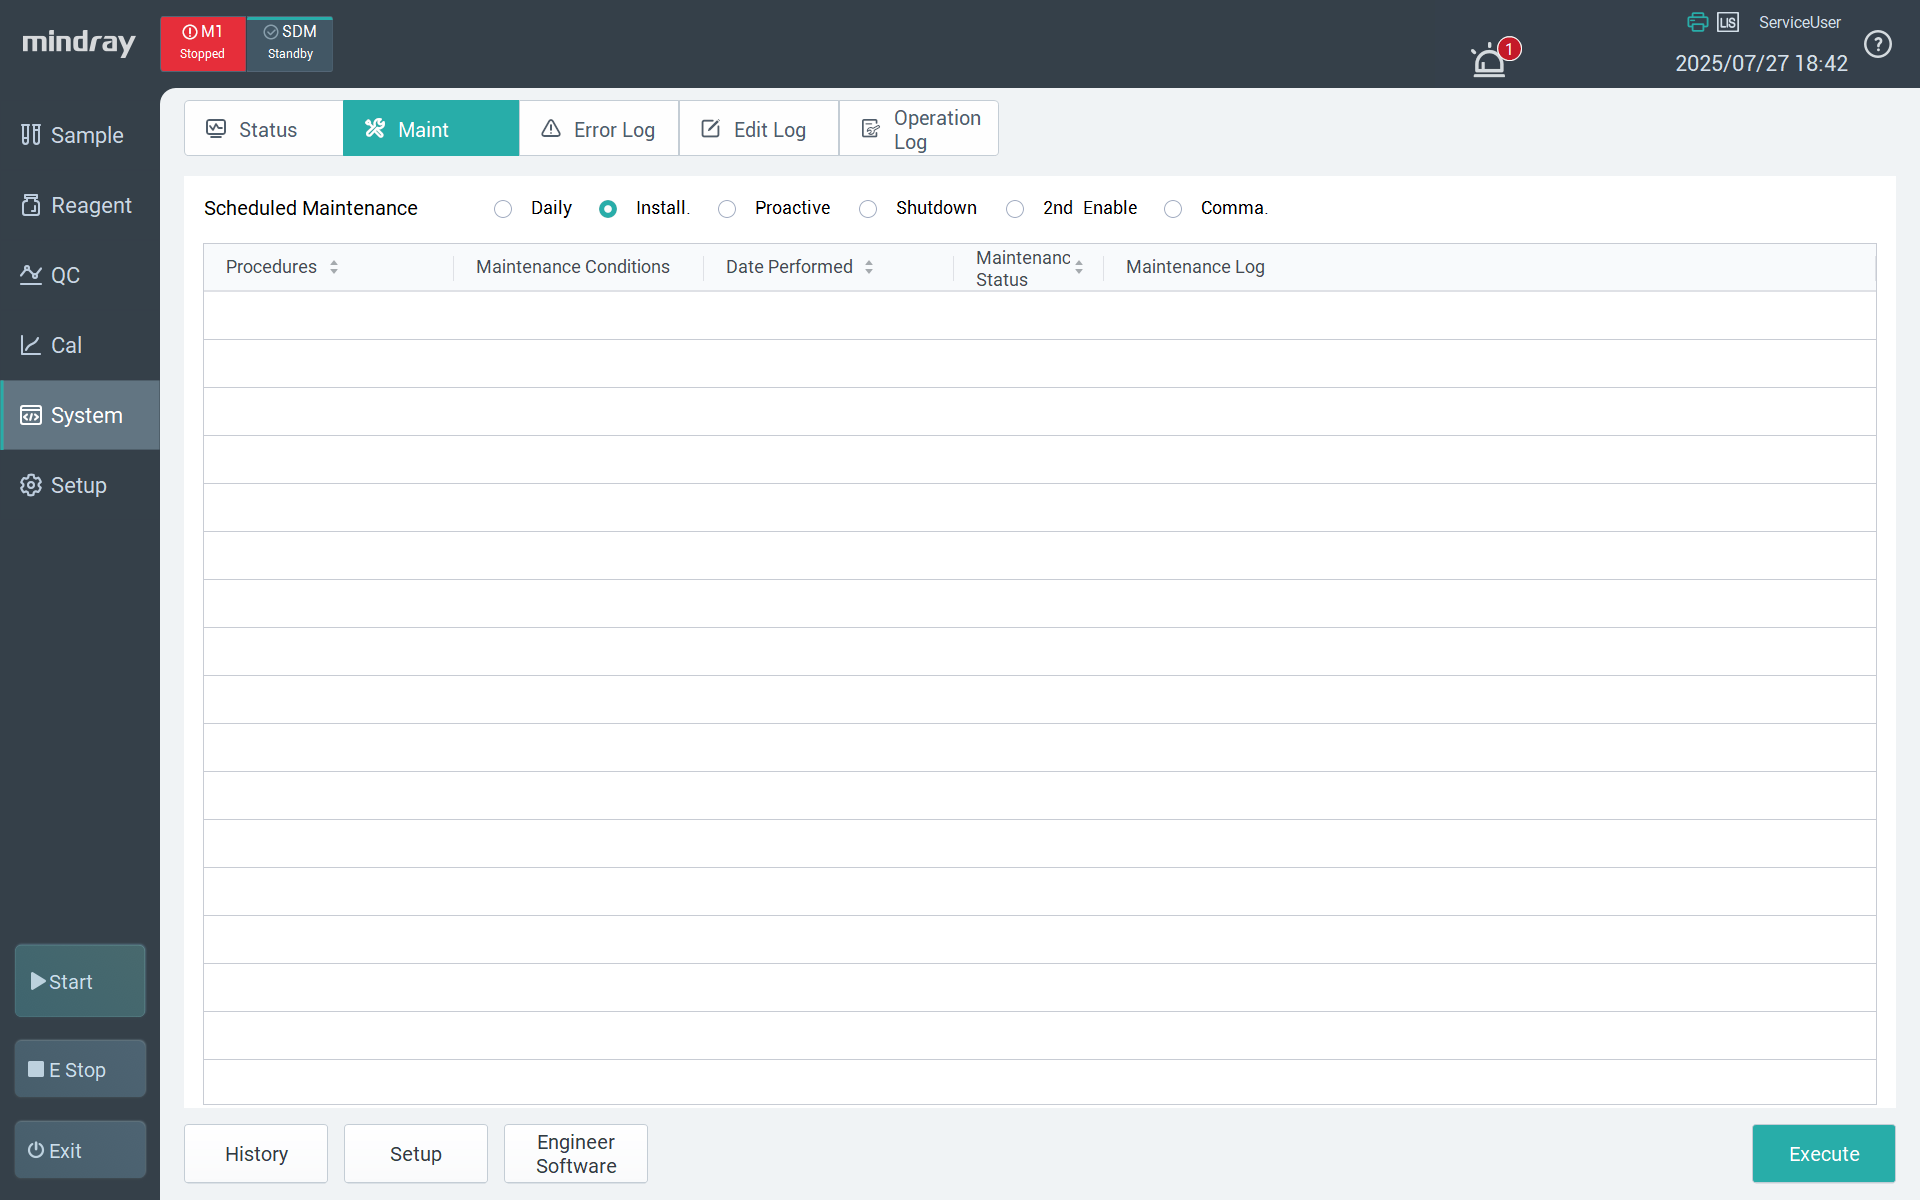 mindray
M1
Stopped
SDM
Standby
1
LIS
ServiceUser
2025/07/27 18:42
?
Sample
Reagent
QC
Cal
System
Setup
Start
E Stop
Exit
Status
Maint
Error Log
Edit Log
Operation
Log
Scheduled Maintenance
Daily
Install.
Proactive
Shutdown
2nd Enable
Comma.
Procedures
Maintenance Conditions
Date Performed
Maintenanc
Status
Maintenance Log
History
Setup
Engineer
Software
Execute